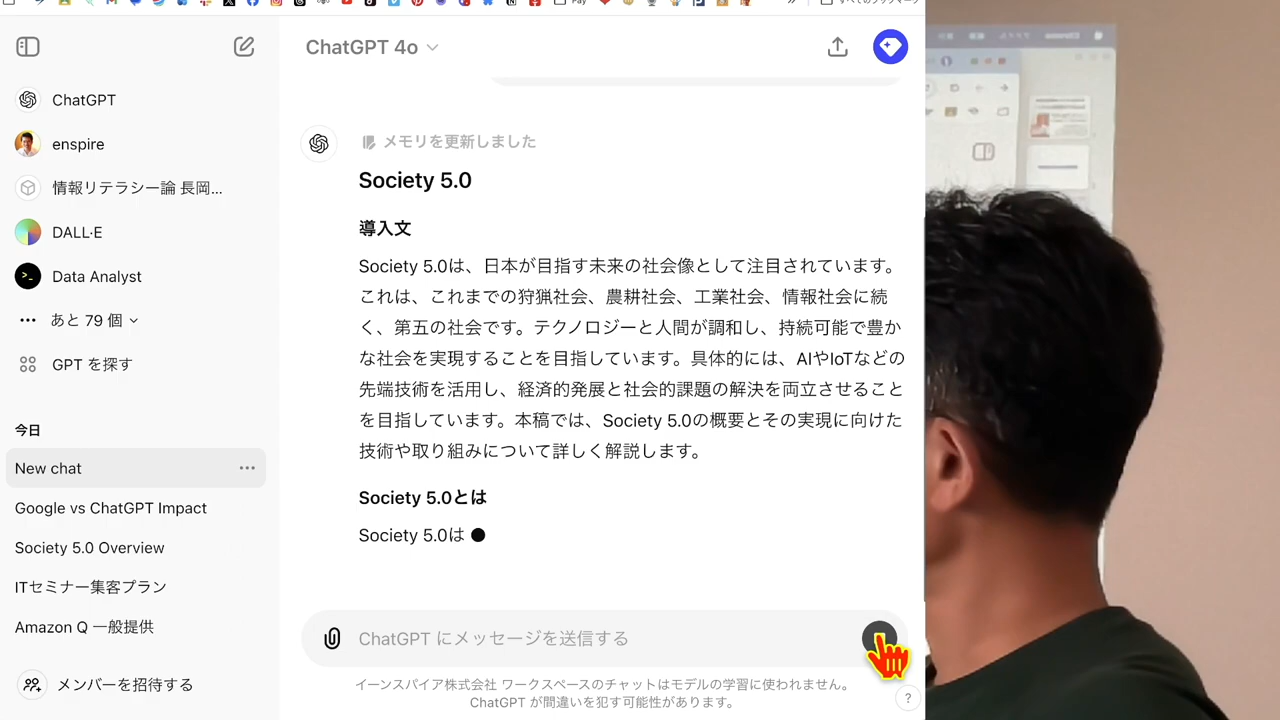 Pay
すべてのブックマーク
ChatGPT 4o
ChatGPT
enspire
情報リテラシー論 長岡...
DALL·E
Data Analyst
あと 79 個
GPT を探す
今日
New chat
Google vs ChatGPT Impact
Society 5.0 Overview
ITセミナー集客プラン
Amazon Q 一般提供
メンバーを招待する
メモリを更新しました
Society 5.0
導入文
Society 5.0は、日本が目指す未来の社会像として注目されています。
これは、これまでの狩猟社会、農耕社会、工業社会、情報社会に続
く、第五の社会です。テクノロジーと人間が調和し、持続可能で豊か
な社会を実現することを目指しています。具体的には、AIやIoTなどの
先端技術を活用し、経済的発展と社会的課題の解決を両立させること
を目指しています。本稿では、Society 5.0の概要とその実現に向けた
技術や取り組みについて詳しく解説します。
Society 5.0とは
Society 5.0は
ChatGPT にメッセージを送信する
イーンスパイア株式会社 ワークスペースのチャットはモデルの学習に使われません。
ChatGPT が間違いを犯す可能性があります。
?